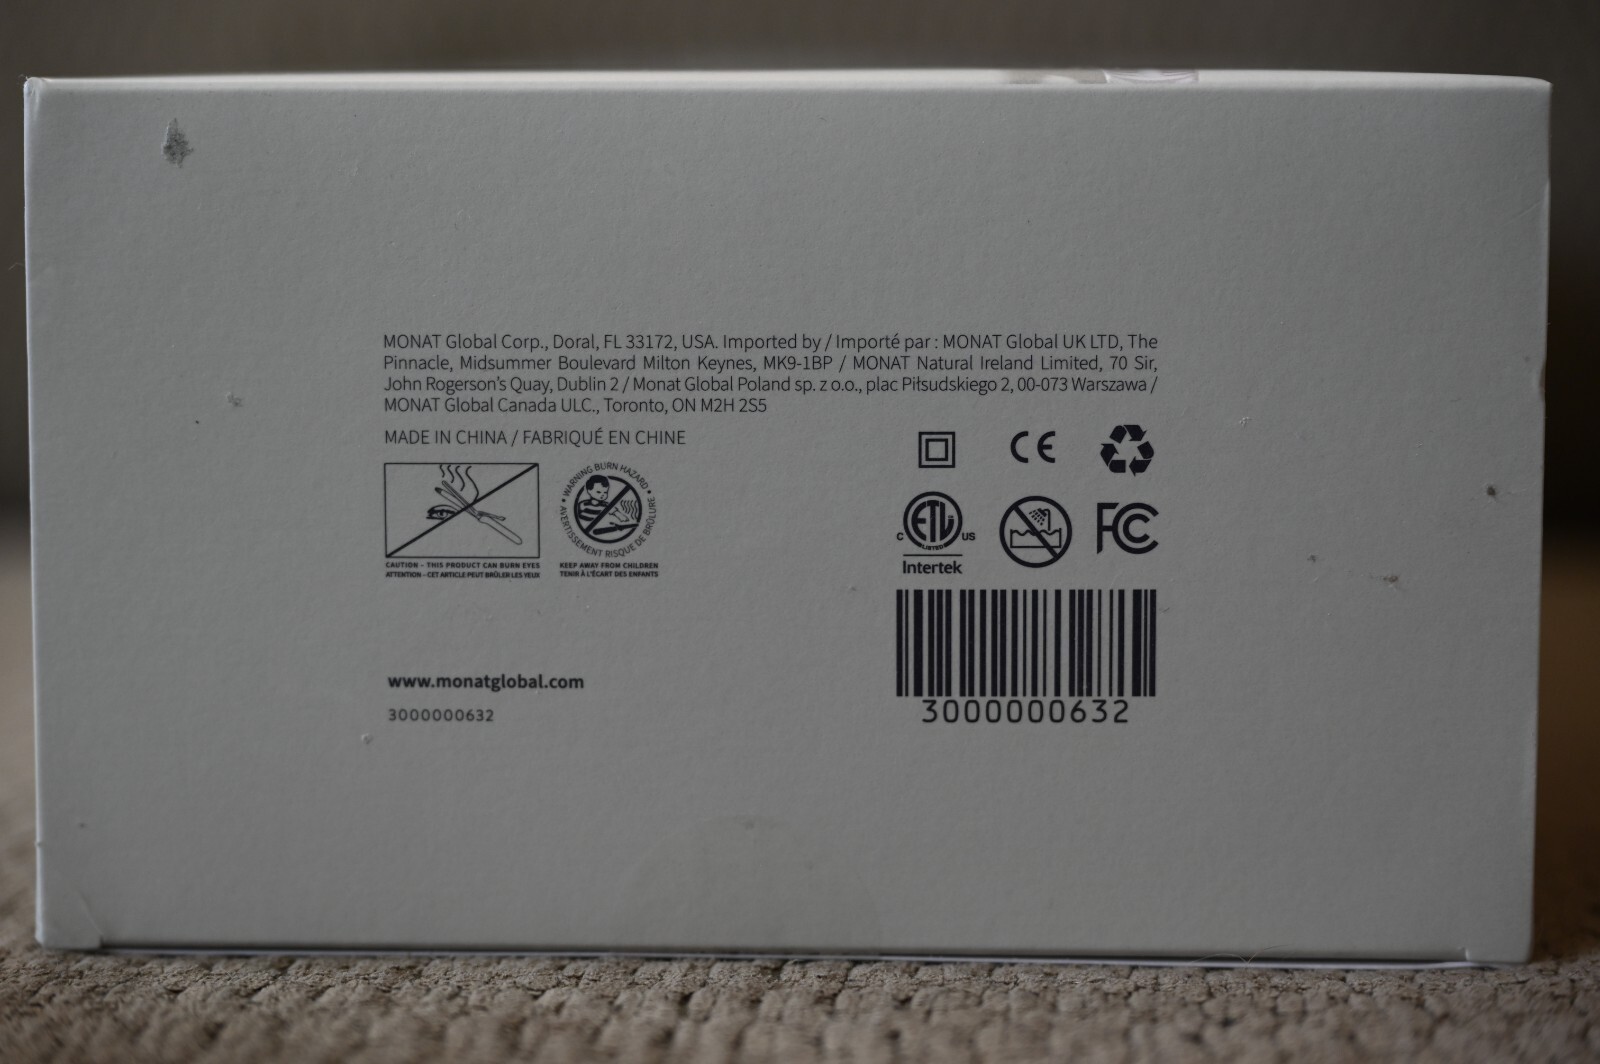 MONAT Global Corp., Doral, FL 33172, USA. Imported by / Importé par : MONAT Global UK LTD, The
Pinnacle, Midsummer Boulevard Milton Keynes, MK9-1BP / MONAT Natural Ireland Limited, 70 Sir,
John Rogerson's Quay, Dublin 2 / Monat Global Poland sp. z o.o., plac Piłsudskiego 2, 00-073 Warszawa /
MONAT Global Canada ULC., Toronto, ON M2H 2S5
MADE IN CHINA / FABRIQUÉ EN CHINE
• WARNING BURN HAZARD •
AVERTISSEMENT RISQUE DE BRÛLURE
CAUTION - THIS PRODUCT CAN BURN EYES
ATTENTION - CET ARTICLE PEUT BRÛLER LES YEUX
KEEP AWAY FROM CHILDREN
TENIR À L'ÉCART DES ENFANTS
CE
C ETL US
LISTED
Intertek
FC
www.monatglobal.com
3000000632
3000000632